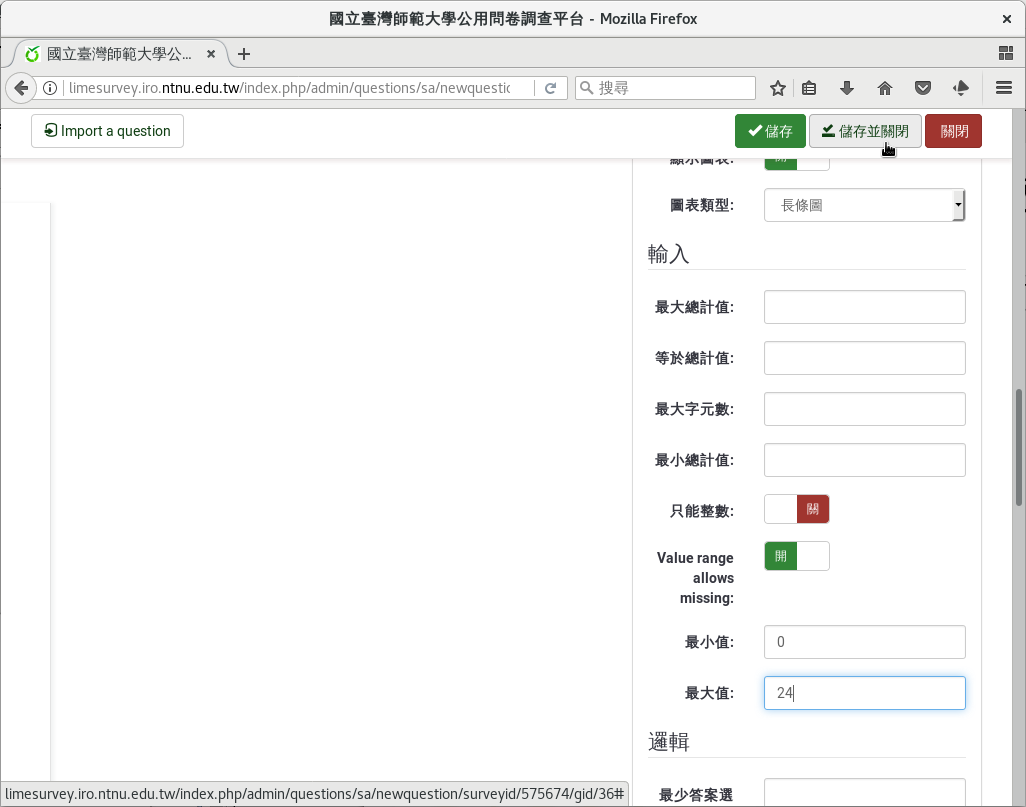 國立臺灣師範大學公用問卷調查平台 - Mozilla Firefox
國立臺灣師範大學公...
limesurvey.iro.ntnu.edu.tw/index.php/admin/questions/sa/newquestic
搜尋
Import a question
儲存
儲存並關閉
關閉
顯示圖表:
開
圖表類型:
長條圖
輸入
最大總計值:
等於總計值:
最大字元數:
最小總計值:
只能整數:
關
Value range
allows
missing:
開
最小值:
0
最大值:
24
邏輯
最少答案選
limesurvey.iro.ntnu.edu.tw/index.php/admin/questions/sa/newquestion/surveyid/575674/gid/36#